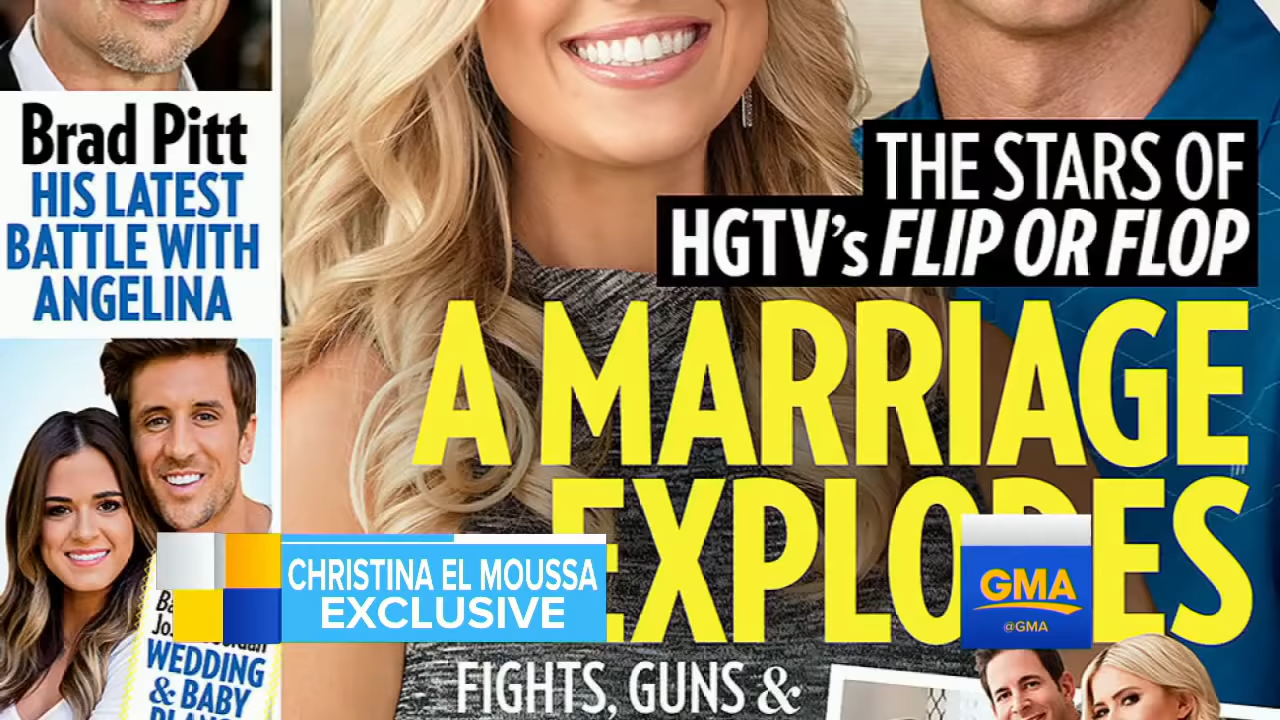 Brad Pitt
HIS LATEST
BATTLE WITH
ANGELINA
THE STARS OF
HGTV's FLIP OR FLOP
A MARRIAGE
EXPLODES
CHRISTINA EL MOUSSA
EXCLUSIVE
GMA
@GMA
WEDDING
& BABY
FIGHTS, GUNS &